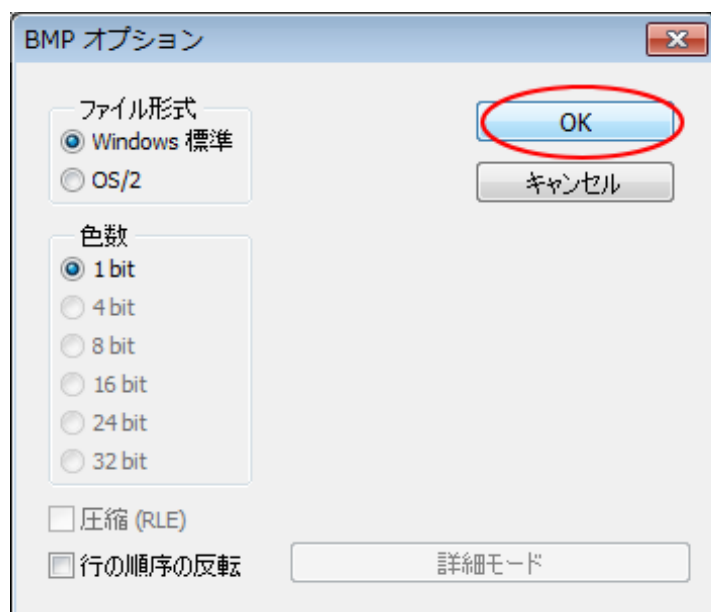 BMP オプション
ファイル形式
Windows 標準
OS/2
OK
キャンセル
色数
1 bit
4 bit
8 bit
16 bit
24 bit
32 bit
圧縮 (RLE)
行の順序の反転
詳細モード